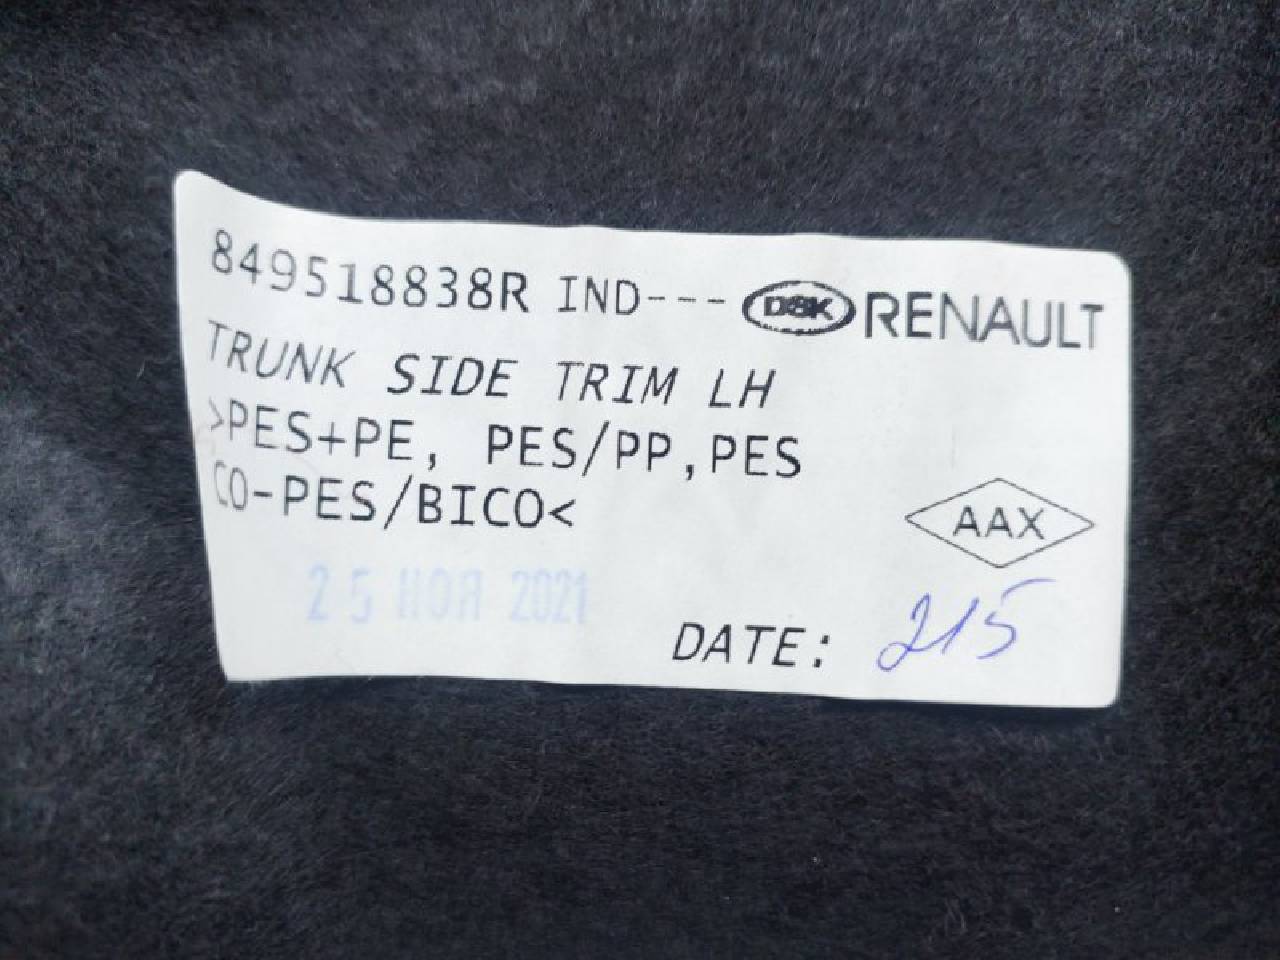 849518838R IND--- DSK RENAULT
TRUNK SIDE TRIM LH
>PES+PE, PES/PP,PES
CO-PES/BICO<
AAX
25 НОЯ 2021
DATE: 215